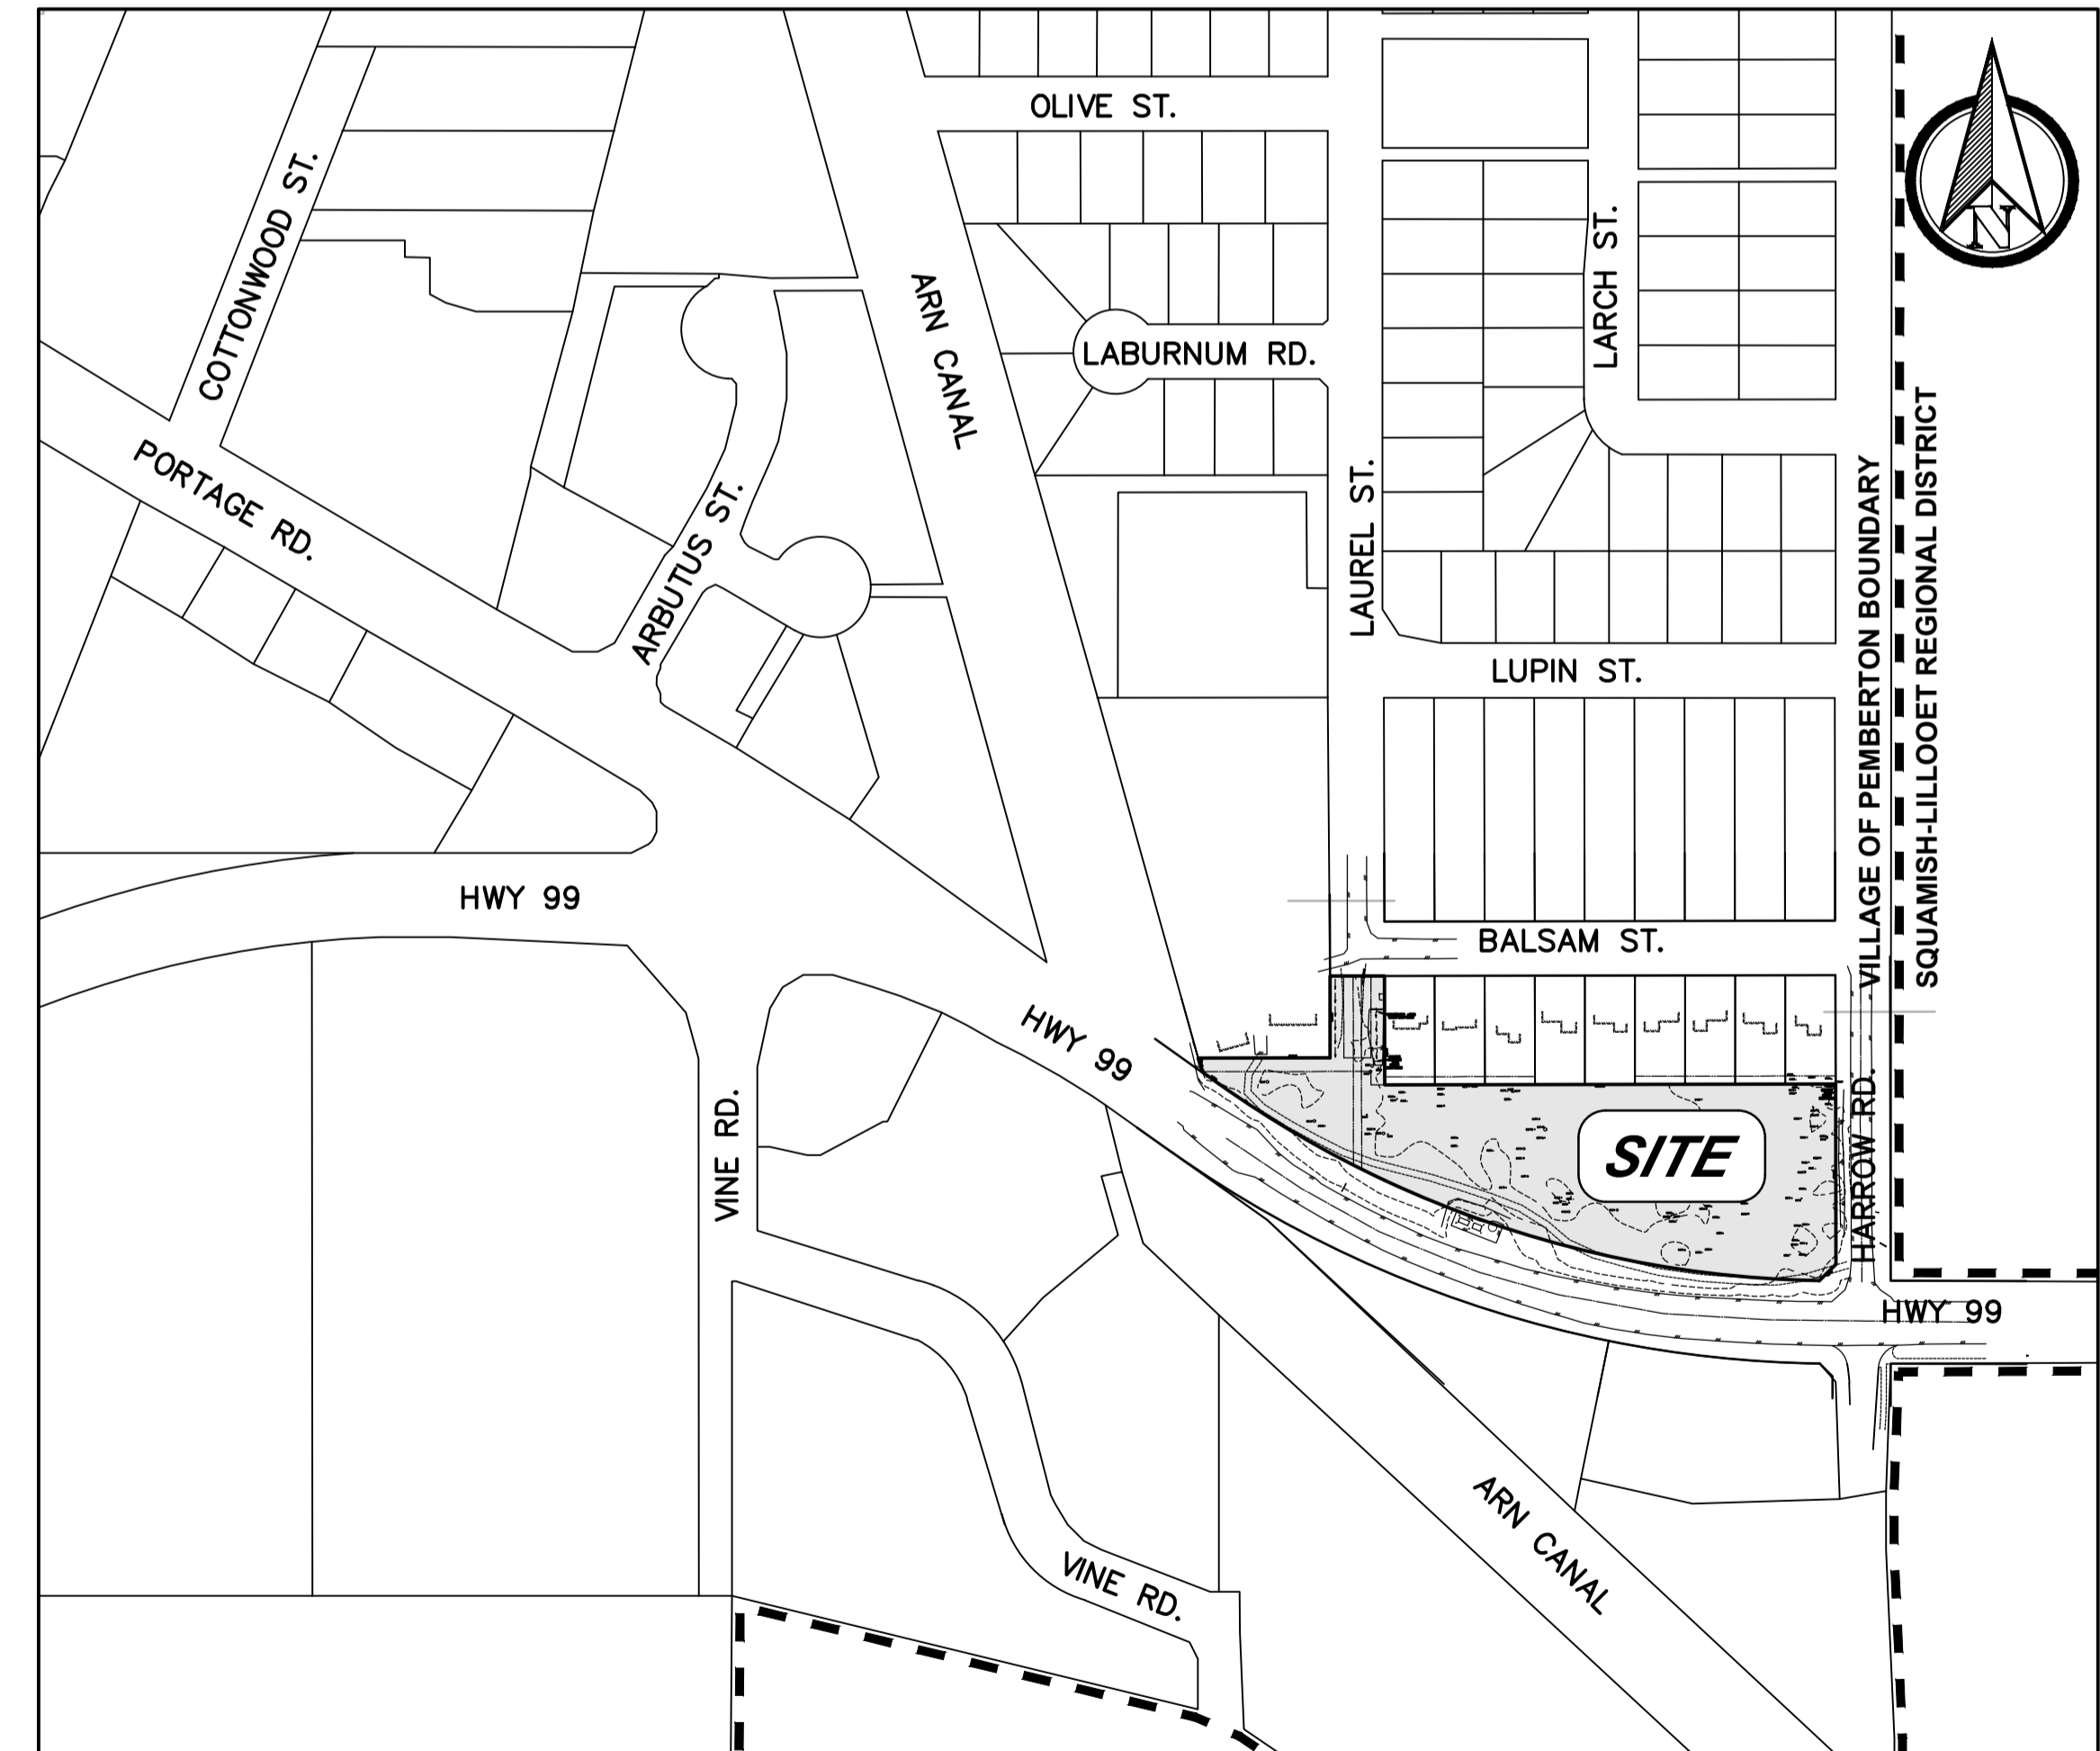 OLIVE ST.
COTTONWOOD ST.
N
LARCH ST.
ARN CANAL
LABURNUM RD.
PORTAGE RD.
ARBUTUS ST.
LAUREL ST.
VILLAGE OF PEMBERTON BOUNDARY
SQUAMISH-LILLOOET REGIONAL DISTRICT
LUPIN ST.
HWY 99
BALSAM ST.
HWY 99
VINE RD.
SITE
HARROW RD.
HWY 99
ARN CANAL
VINE RD.